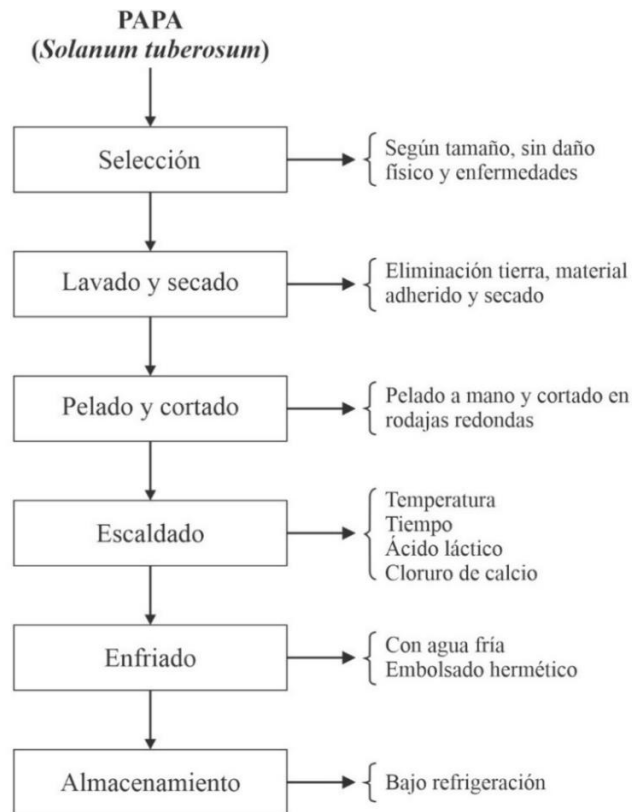 PAPA
(Solanum tuberosum)
Selección
Según tamaño, sin daño
físico y enfermedades
Lavado y secado
Eliminación tierra, material
adherido y secado
Pelado y cortado
Pelado a mano y cortado en
rodajas redondas
Escaldado
Temperatura
Tiempo
Ácido láctico
Cloruro de calcio
Enfriado
Con agua fría
Embolsado hermético
Almacenamiento
Bajo refrigeración